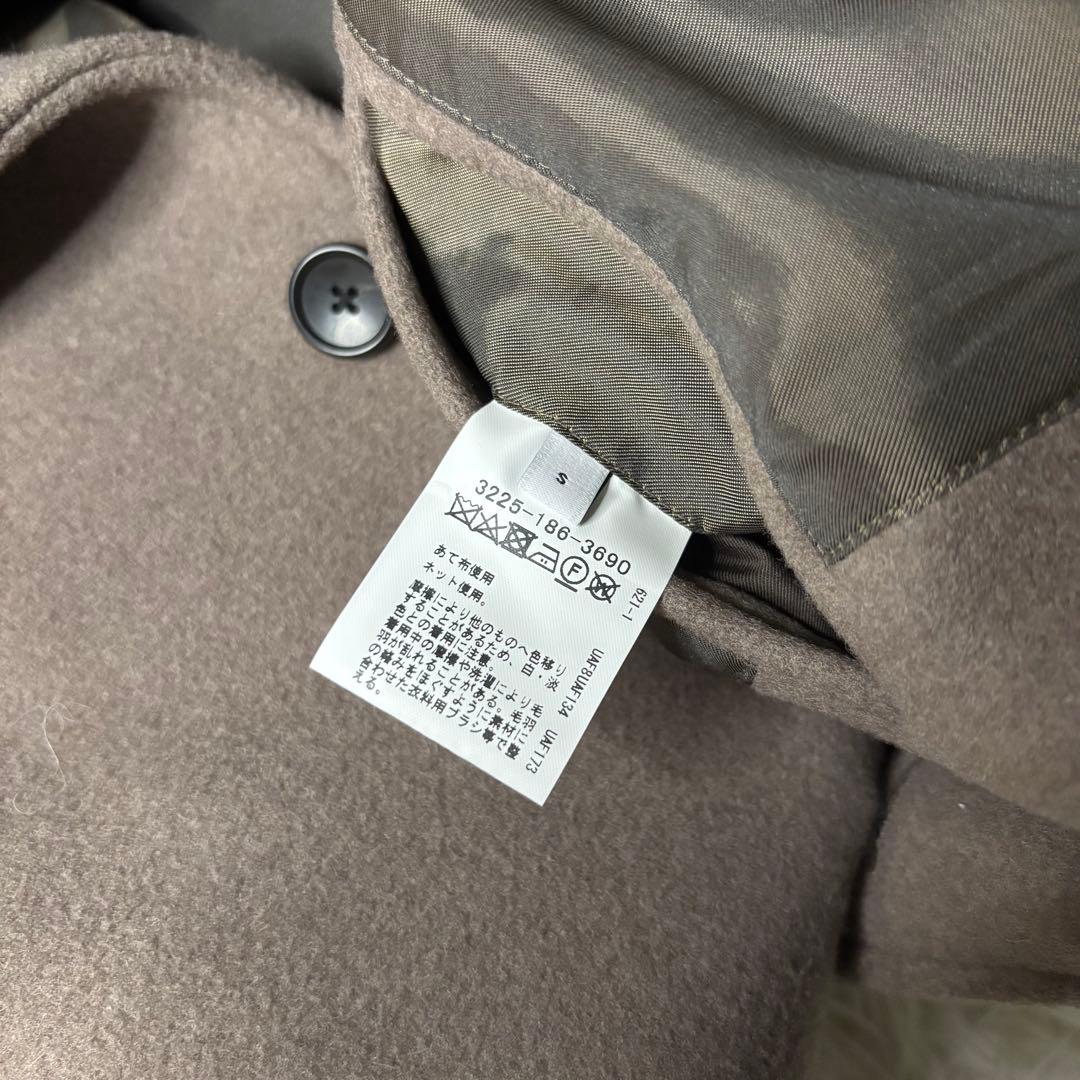 S
3225-186-3690
F
あて布使用
ネット使用。
摩擦により他のものへ色移り
することがあるため、白・淡
色との着用に注意。
着用中の摩擦や洗濯により毛
羽が乱れることがある。毛羽
の絡みをほぐすように素材に
合わせた衣料用ブラシ等で整
える。
621-1
UAF8UAF134
UAF173